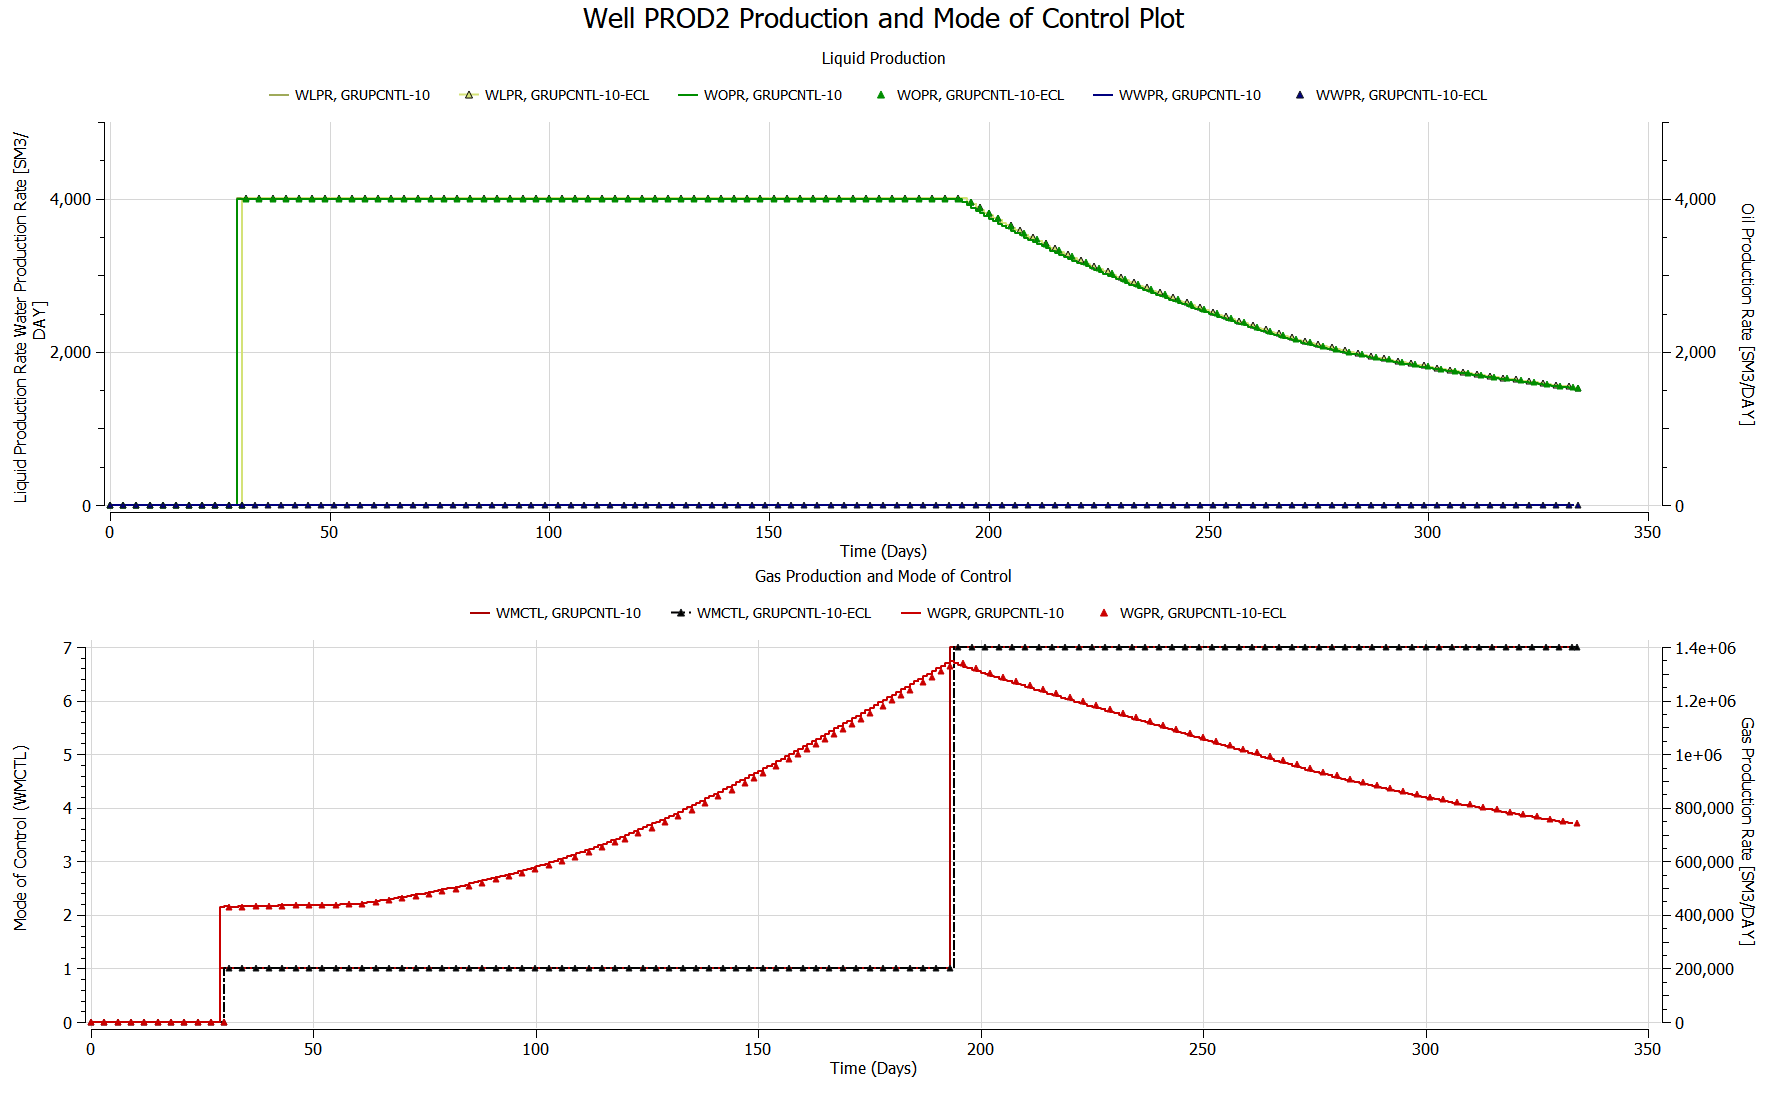 Well PROD2 Production and Mode of Control Plot
Liquid Production
WLPR, GRUPCNTL-10
WLPR, GRUPCNTL-10-ECL
WOPR, GRUPCNTL-10
WOPR, GRUPCNTL-10-ECL
WWPR, GRUPCNTL-10
WWPR, GRUPCNTL-10-ECL
Liquid Production Rate Water Production Rate [SM3/
DAY]
4,000
2,000
0
4,000
2,000
0
Oil Production Rate [SM3/DAY]
0
50
100
150
200
250
300
350
Time (Days)
Gas Production and Mode of Control
WMCTL, GRUPCNTL-10
WMCTL, GRUPCNTL-10-ECL
WGPR, GRUPCNTL-10
WGPR, GRUPCNTL-10-ECL
Mode of Control (WMCTL)
7
6
5
4
3
2
1
0
1.4e+06
1.2e+06
1e+06
800,000
600,000
400,000
200,000
0
Gas Production Rate [SM3/DAY]
0
50
100
150
200
250
300
350
Time (Days)